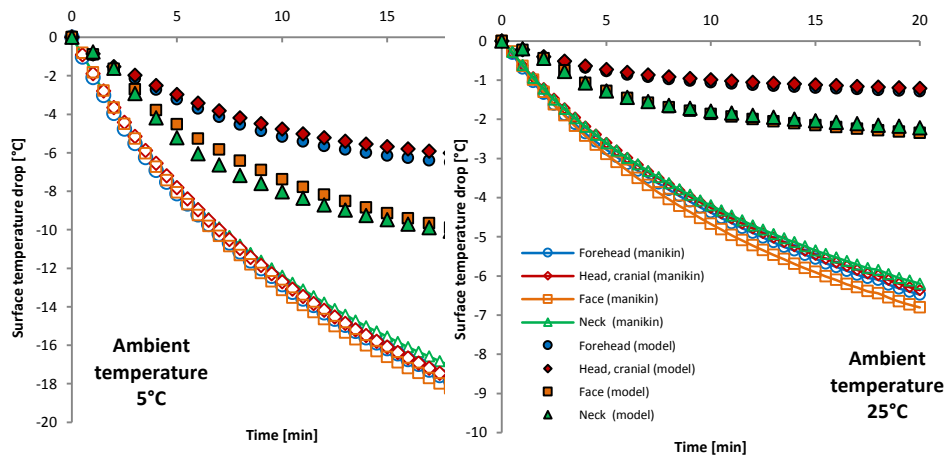 0 5 10 15
0
-2
-4
-6
-8
-10
-12
-14
-16
-18
-20
Surface temperature drop [°C]
Ambient
temperature
5°C
Time [min]
0 5 10 15 20
0
-1
-2
-3
-4
-5
-6
-7
-8
-9
-10
Surface temperature drop [°C]
Forehead (manikin)
Head, cranial (manikin)
Face (manikin)
Neck (manikin)
Forehead (model)
Head, cranial (model)
Face (model)
Neck (model)
Ambient
temperature
25°C
Time [min]